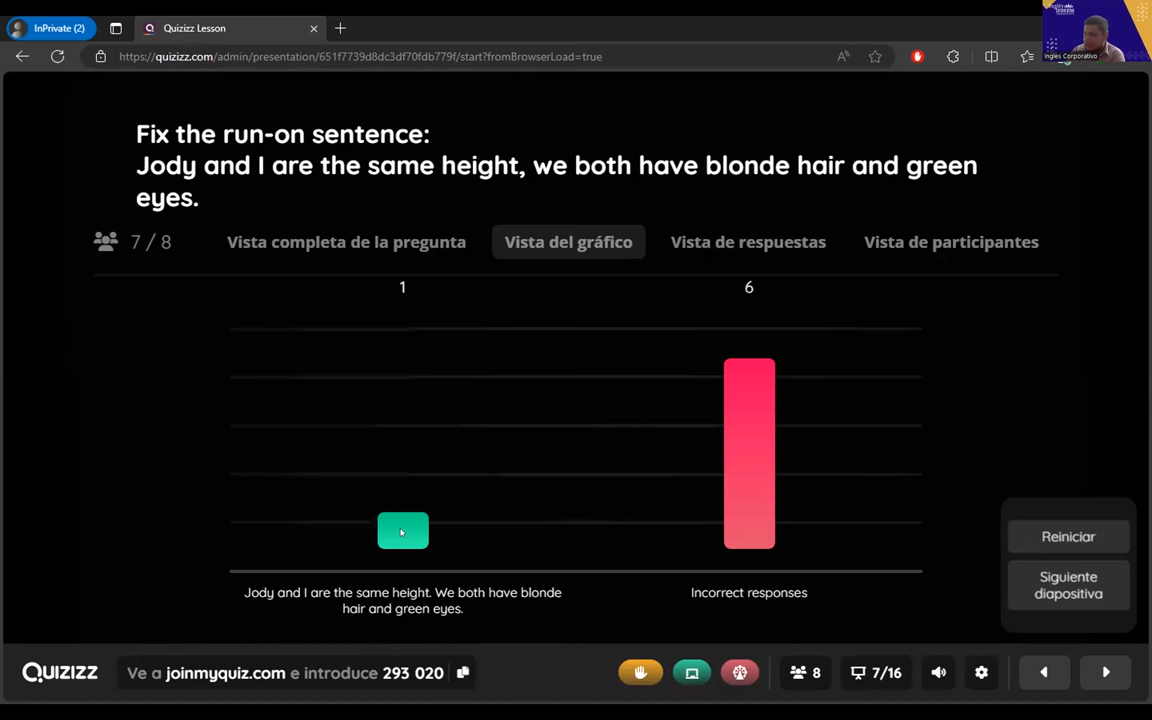 InPrivate (2)
Quizizz Lesson
https://quizizz.com/admin/presentation/651f7739d8dc3df70fdb779f/start?fromBrowserLoad=true
Ingles Corporativo
Fix the run-on sentence:
Jody and I are the same height, we both have blonde hair and green
eyes.
7 / 8
Vista completa de la pregunta
Vista del gráfico
Vista de respuestas
Vista de participantes
1
6
Jody and I are the same height. We both have blonde
hair and green eyes.
Incorrect responses
Reiniciar
Siguiente
diapositiva
QUIZIZZ
Ve a joinmyquiz.com e introduce 293 020
8
7/16